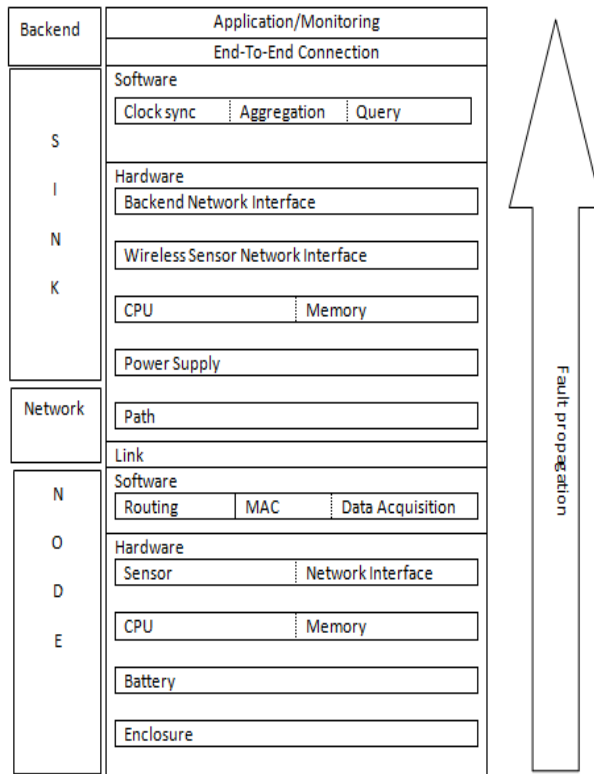 Backend
Application/Monitoring
End-To-End Connection
S
I
N
K
Software
Clock sync Aggregation Query
Hardware
Backend Network Interface
Wireless Sensor Network Interface
CPU Memory
Power Supply
Network
Path
Link
N
O
D
E
Software
Routing MAC Data Acquisition
Hardware
Sensor Network Interface
CPU Memory
Battery
Enclosure
Fault propagation